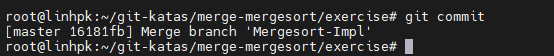 root@linhpk:~/git-katas/merge-mergesort/exercise# git commit
[master 16181fb] Merge branch 'Mergesort-Impl'
root@linhpk:~/git-katas/merge-mergesort/exercise#